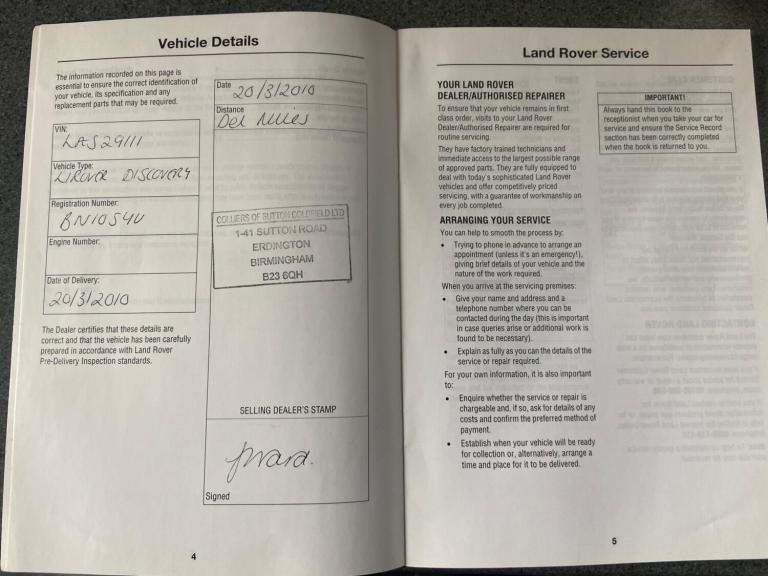 Vehicle Details
The information recorded on this page is
essential to ensure the correct identification of
your vehicle, its specification and any
replacement parts that may be required.
VIN:
LAS29111
Vehicle Type:
L/ROVER DISCOVERY
Registration Number:
BN10S4U
Engine Number:
Date of Delivery:
20/3/2010
The Dealer certifies that these details are
correct and that the vehicle has been carefully
prepared in accordance with Land Rover
Pre-Delivery Inspection standards.
Date
20/3/2010
Distance
Del Miles
COLLIERS OF SUTTON COLDFIELD LTD
1-41 SUTTON ROAD
ERDINGTON
BIRMINGHAM
B23 6QH
SELLING DEALER'S STAMP
Signed
4
Land Rover Service
YOUR LAND ROVER
DEALER/AUTHORISED REPAIRER
To ensure that your vehicle remains in first
class order, visits to your Land Rover
Dealer/Authorised Repairer are required for
routine servicing.
They have factory trained technicians and
immediate access to the largest possible range
of approved parts. They are fully equipped to
deal with today's sophisticated Land Rover
vehicles and offer competitively priced
servicing, with a guarantee of workmanship on
every job completed.
ARRANGING YOUR SERVICE
You can help to smooth the process by:
• Trying to phone in advance to arrange an
appointment (unless it's an emergency!),
giving brief details of your vehicle and the
nature of the work required.
When you arrive at the servicing premises:
• Give your name and address and a
telephone number where you can be
contacted during the day (this is important
in case queries arise or additional work is
found to be necessary).
• Explain as fully as you can the details of the
service or repair required.
For your own information, it is also important
to:
• Enquire whether the service or repair is
chargeable and, if so, ask for details of any
costs and confirm the preferred method of
payment.
• Establish when your vehicle will be ready
for collection or, alternatively, arrange a
time and place for it to be delivered.
IMPORTANT!
Always hand this book to the
receptionist when you take your car for
service and ensure the Service Record
section has been correctly completed
when the book is returned to you.
5